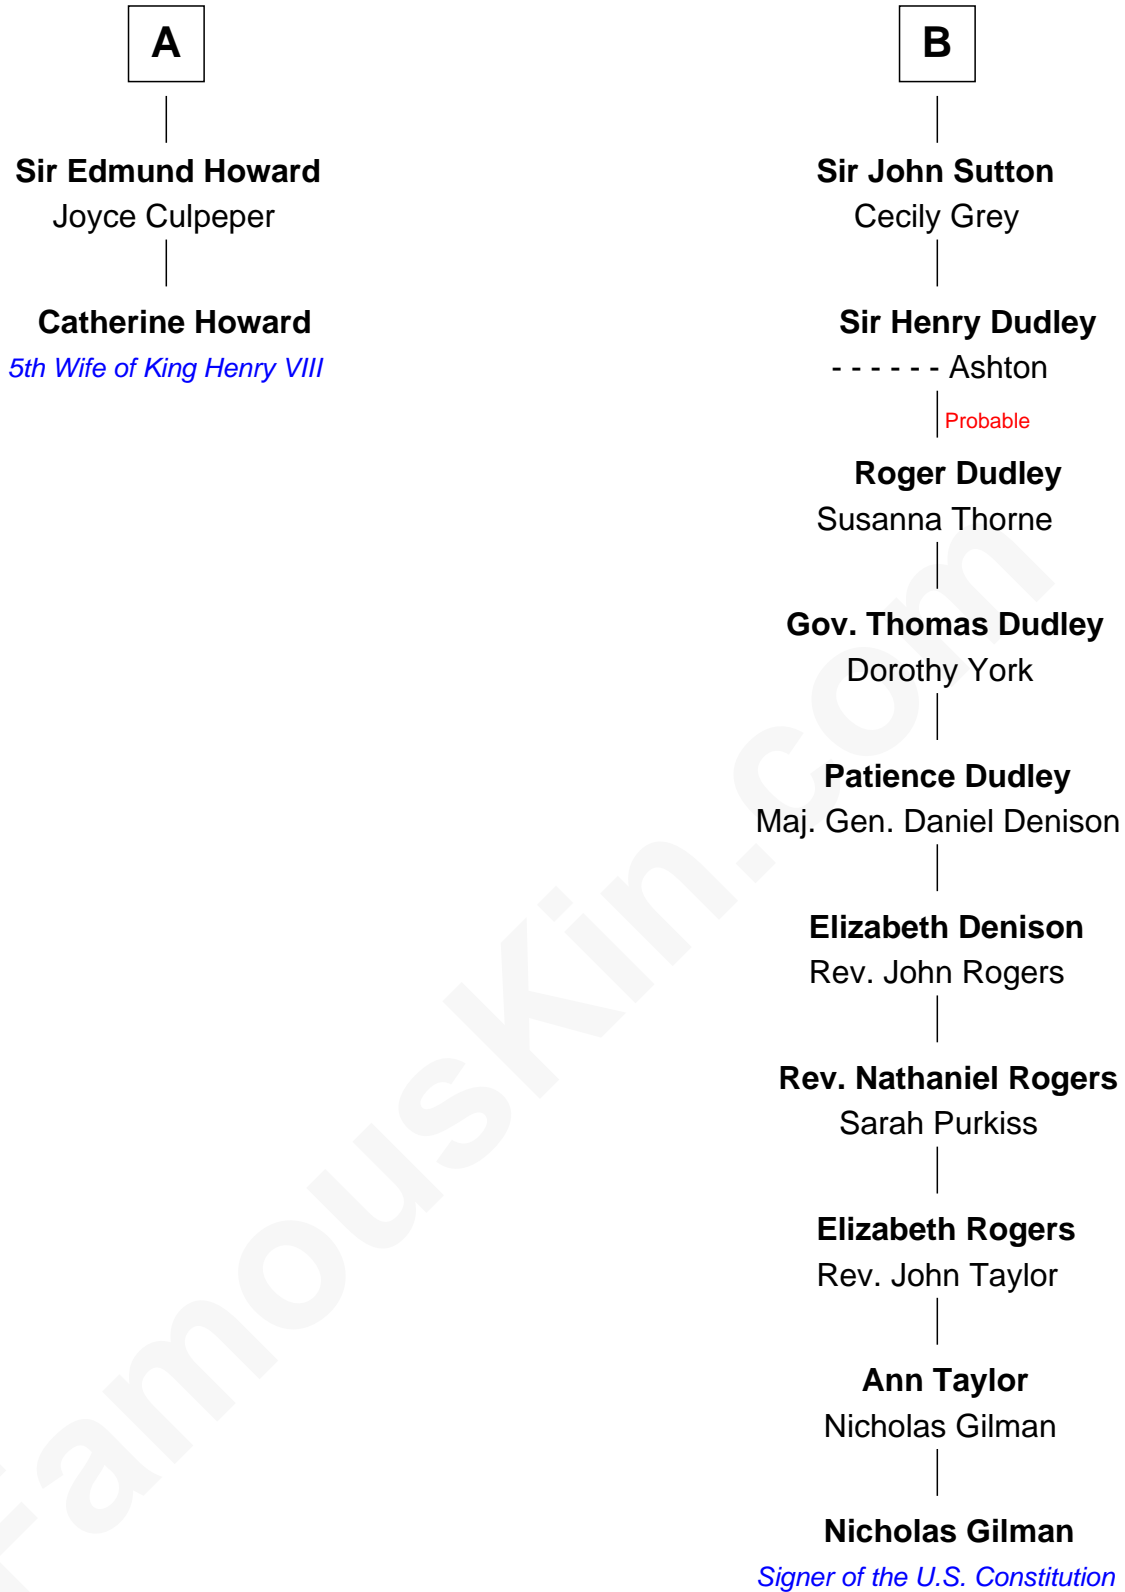 A
Sir Edmund Howard
Joyce Culpeper
Catherine Howard
5th Wife of King Henry VIII
B
Sir John Sutton
Cecily Grey
Sir Henry Dudley
- - - - - - Ashton
Probable
Roger Dudley
Susanna Thorne
Gov. Thomas Dudley
Dorothy York
Patience Dudley
Maj. Gen. Daniel Denison
Elizabeth Denison
Rev. John Rogers
Rev. Nathaniel Rogers
Sarah Purkiss
Elizabeth Rogers
Rev. John Taylor
Ann Taylor
Nicholas Gilman
Nicholas Gilman
Signer of the U.S. Constitution
FamousKin.com